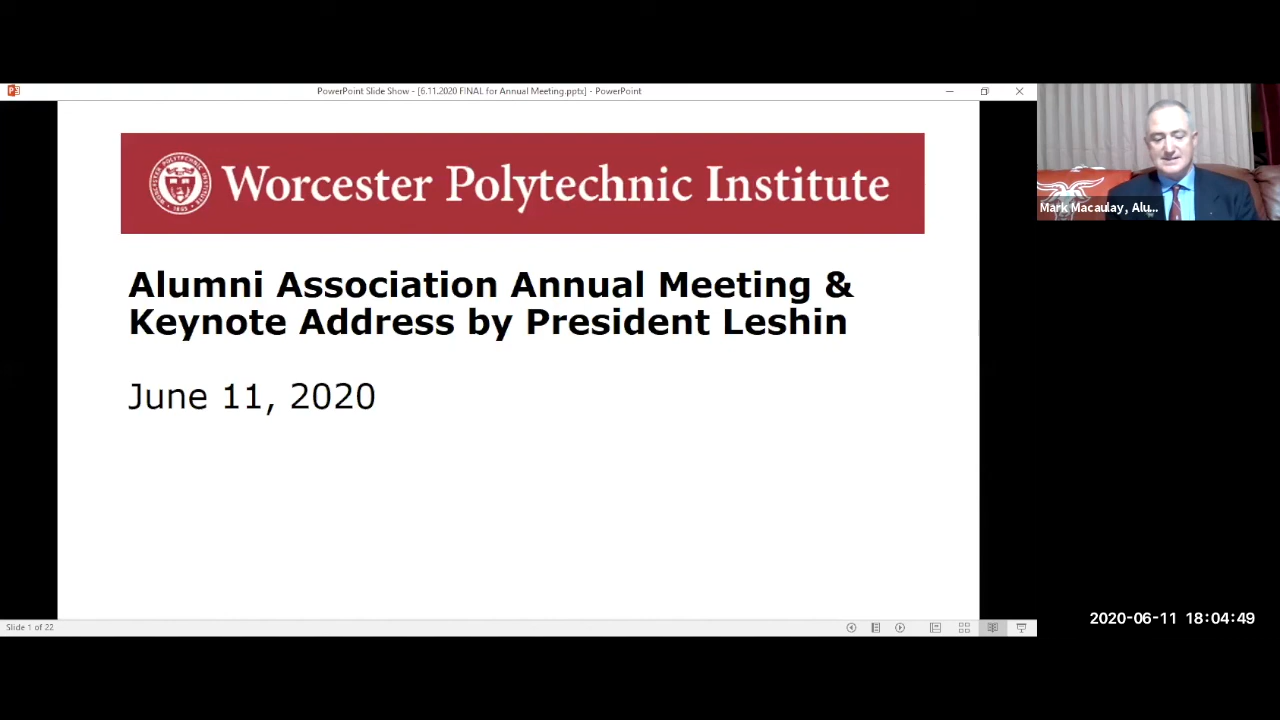 PowerPoint Slide Show - [6.11.2020 FINAL for Annual Meeting.pptx] - PowerPoint
Worcester Polytechnic Institute
Alumni Association Annual Meeting &
Keynote Address by President Leshin
June 11, 2020
Mark Macaulay, Alu...
2020-06-11 18:04:49
Slide 1 of 22